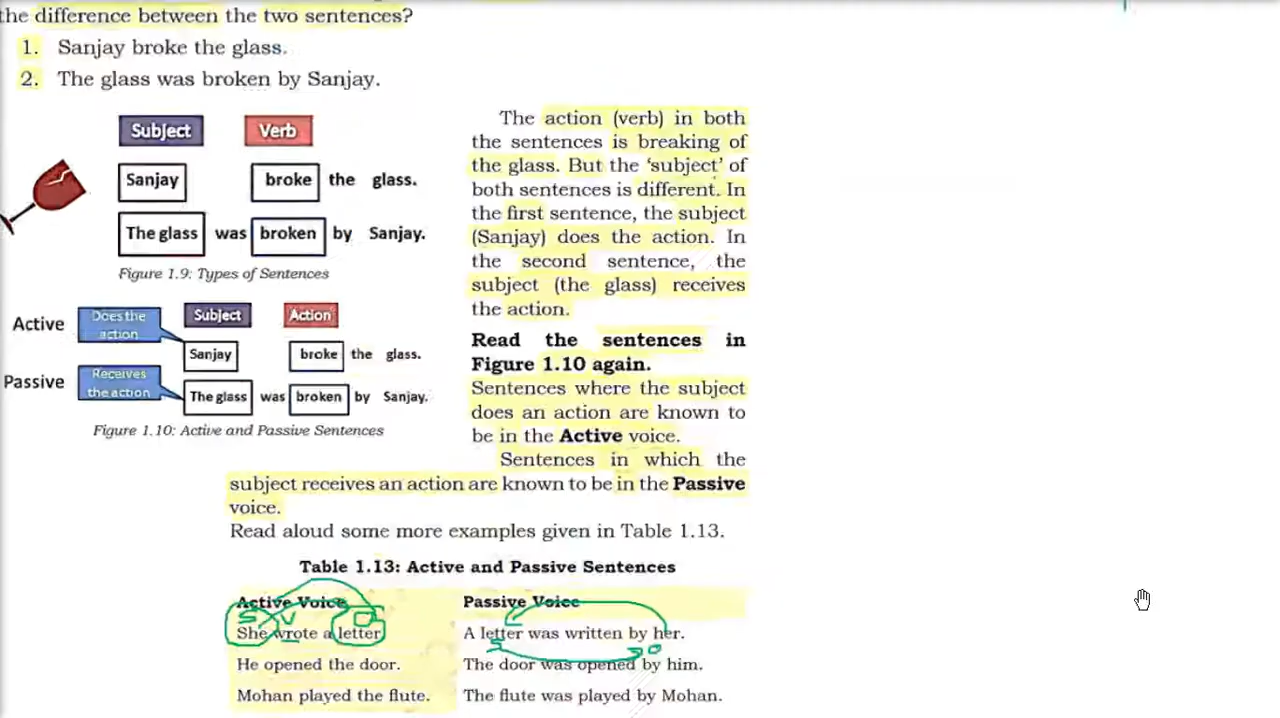 the difference between the two sentences?
1. Sanjay broke the glass.
2. The glass was broken by Sanjay.
Subject Verb
Sanjay broke the glass.
The glass was broken by Sanjay.
Figure 1.9: Types of Sentences
Subject Action
Active Does the action
Sanjay broke the glass.
Passive Receives the action
The glass was broken by Sanjay.
Figure 1.10: Active and Passive Sentences
The action (verb) in both
the sentences is breaking of
the glass. But the ‘subject’ of
both sentences is different. In
the first sentence, the subject
(Sanjay) does the action. In
the second sentence, the
subject (the glass) receives
the action.
Read the sentences in
Figure 1.10 again.
Sentences where the subject
does an action are known to
be in the Active voice.
Sentences in which the
subject receives an action are known to be in the Passive
voice.
Read aloud some more examples given in Table 1.13.
Table 1.13: Active and Passive Sentences
Active Voice Passive Voice
S V O
She wrote a letter A letter was written by her.
S O
He opened the door. The door was opened by him.
Mohan played the flute. The flute was played by Mohan.